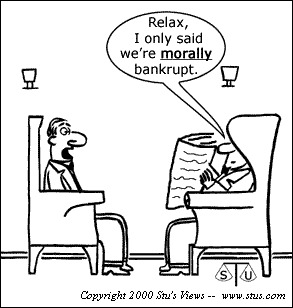 Relax,
I only said
we're morally
bankrupt.
S U
Copyright 2000 Stu's Views -- www.stus.com